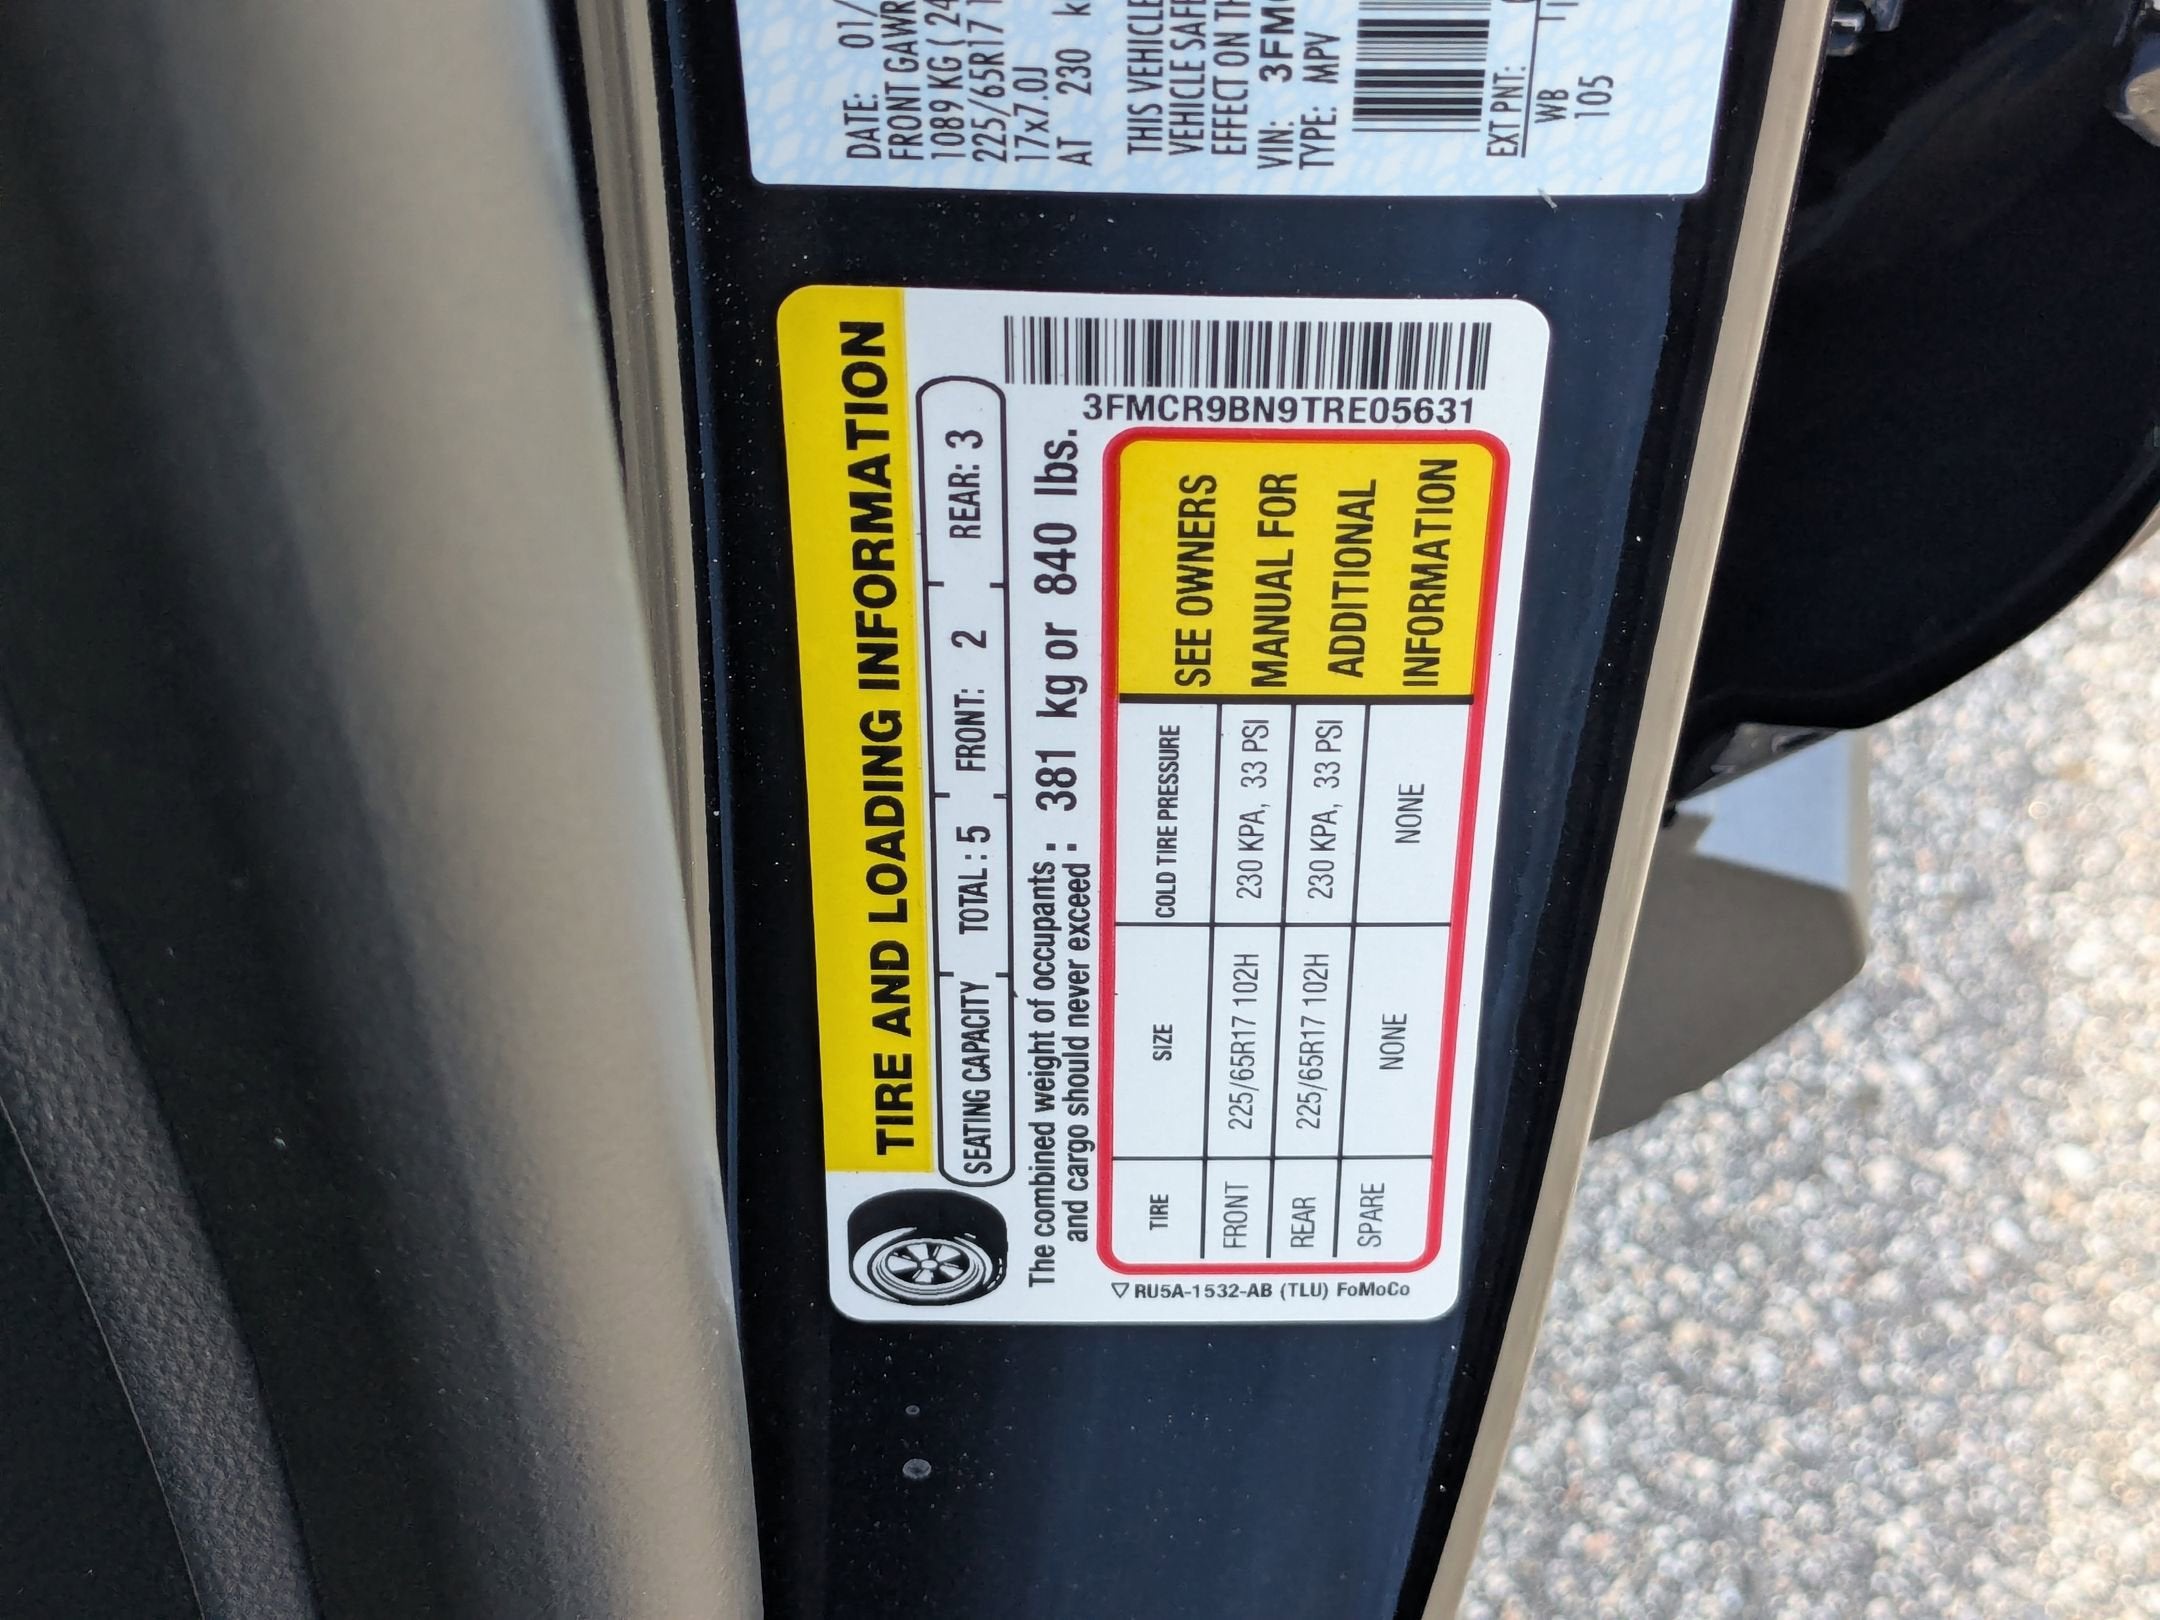 DATE: 01/
FRONT GAWR
1089 KG ( 24
225/65R17 1
17x7.0J
AT 230 k
THIS VEHICLE
VEHICLE SAFE
EFFECT ON TH
VIN: 3FMC
TYPE: MPV
EXT PNT:
WB
105
TIRE AND LOADING INFORMATION
SEATING CAPACITY TOTAL : 5 FRONT: 2 REAR: 3
The combined weight of occupants and cargo should never exceed : 381 kg or 840 lbs.
3FMCR9BN9TRE05631
TIRE SIZE COLD TIRE PRESSURE
FRONT 225/65R17 102H 230 KPA, 33 PSI
REAR 225/65R17 102H 230 KPA, 33 PSI
SPARE NONE NONE
SEE OWNERS
MANUAL FOR
ADDITIONAL
INFORMATION
RU5A-1532-AB (TLU) FoMoCo